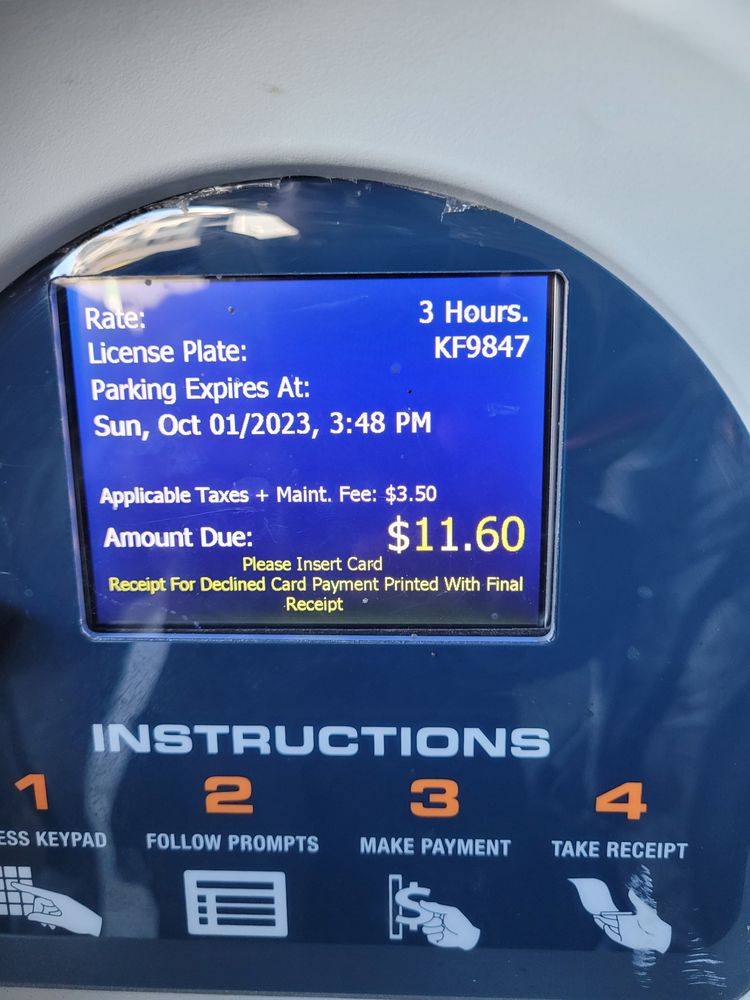 Rate: 3 Hours.
License Plate: KF9847
Parking Expires At:
Sun, Oct 01/2023, 3:48 PM
Applicable Taxes + Maint. Fee: $3.50
Amount Due: $11.60
Please Insert Card
Receipt For Declined Card Payment Printed With Final
Receipt
INSTRUCTIONS
1 2 3 4
ESS KEYPAD FOLLOW PROMPTS MAKE PAYMENT TAKE RECEIPT
$